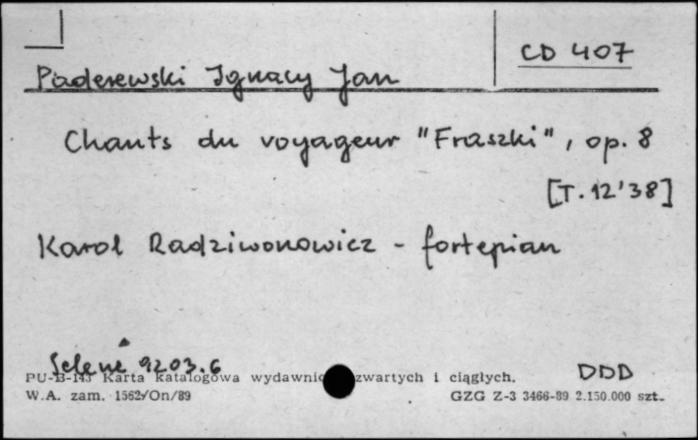 CD 407
Paderewski Ignacy Jan
Chants du voyageur "Fraszki", op. 8
[T. 12'38]
Karol Radziwonowicz - fortepian
Selene 9203.6
DDD
PU-B-143 Karta katalogowa wydawnic zwartych i ciągłych.
W.A. zam. 1562/On/89 GZG Z-3 3466-89 2.150.000 szt.